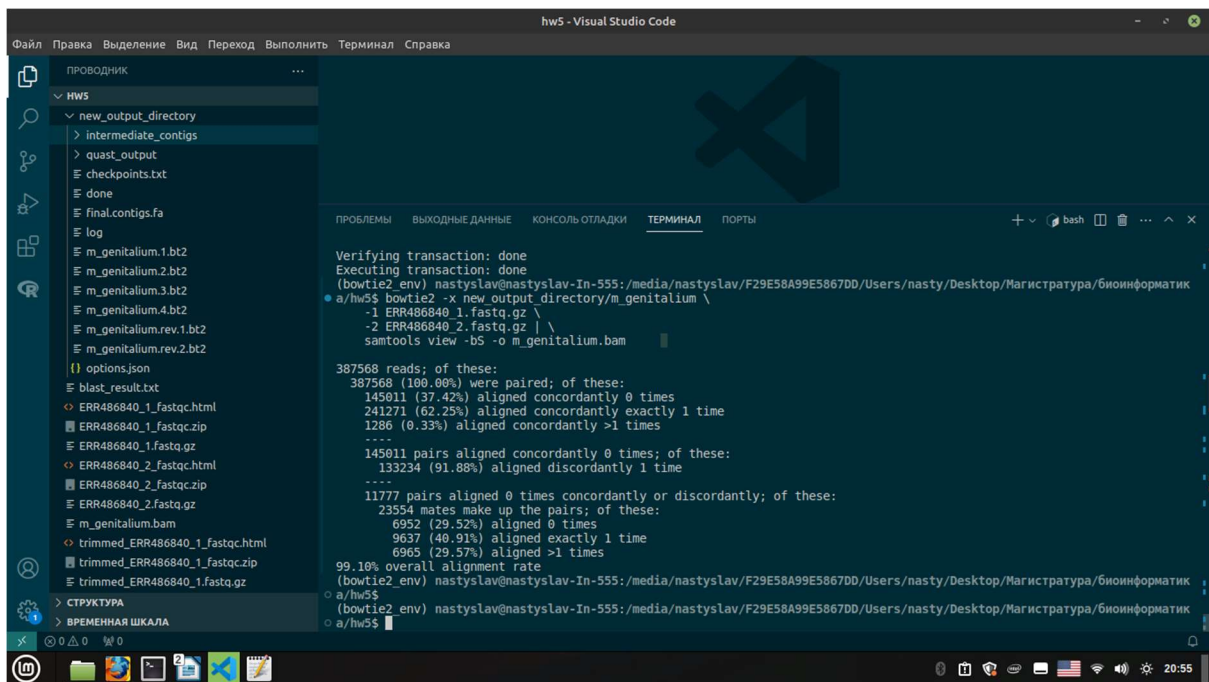 hw5 - Visual Studio Code
Файл Правка Выделение Вид Переход Выполнить Терминал Справка
ПРОВОДНИК
HW5
new_output_directory
intermediate_contigs
quast_output
checkpoints.txt
done
final.contigs.fa
log
m_genitalium.1.bt2
m_genitalium.2.bt2
m_genitalium.3.bt2
m_genitalium.4.bt2
m_genitalium.rev.1.bt2
m_genitalium.rev.2.bt2
{} options.json
blast_result.txt
ERR486840_1_fastqc.html
ERR486840_1_fastqc.zip
ERR486840_1.fastq.gz
ERR486840_2_fastqc.html
ERR486840_2_fastqc.zip
ERR486840_2.fastq.gz
m_genitalium.bam
trimmed_ERR486840_1_fastqc.html
trimmed_ERR486840_1_fastqc.zip
trimmed_ERR486840_1.fastq.gz
СТРУКТУРА
ВРЕМЕННАЯ ШКАЛА
ПРОБЛЕМЫ ВЫХОДНЫЕ ДАННЫЕ КОНСОЛЬ ОТЛАДКИ ТЕРМИНАЛ ПОРТЫ
bash
Verifying transaction: done
Executing transaction: done
(bowtie2_env) nastyslav@nastyslav-In-555:/media/nastyslav/F29E58A99E5867DD/Users/nasty/Desktop/Магистратура/биоинформатик
а/hw5$ bowtie2 -x new_output_directory/m_genitalium \
-1 ERR486840_1.fastq.gz \
-2 ERR486840_2.fastq.gz | \
samtools view -bS -o m_genitalium.bam
387568 reads; of these:
387568 (100.00%) were paired; of these:
145011 (37.42%) aligned concordantly 0 times
241271 (62.25%) aligned concordantly exactly 1 time
1286 (0.33%) aligned concordantly >1 times
----
145011 pairs aligned concordantly 0 times; of these:
133234 (91.88%) aligned discordantly 1 time
----
11777 pairs aligned 0 times concordantly or discordantly; of these:
23554 mates make up the pairs; of these:
6952 (29.52%) aligned 0 times
9637 (40.91%) aligned exactly 1 time
6965 (29.57%) aligned >1 times
99.10% overall alignment rate
(bowtie2_env) nastyslav@nastyslav-In-555:/media/nastyslav/F29E58A99E5867DD/Users/nasty/Desktop/Магистратура/биоинформатик
а/hw5$
(bowtie2_env) nastyslav@nastyslav-In-555:/media/nastyslav/F29E58A99E5867DD/Users/nasty/Desktop/Магистратура/биоинформатик
а/hw5$
0 0 0
20:55